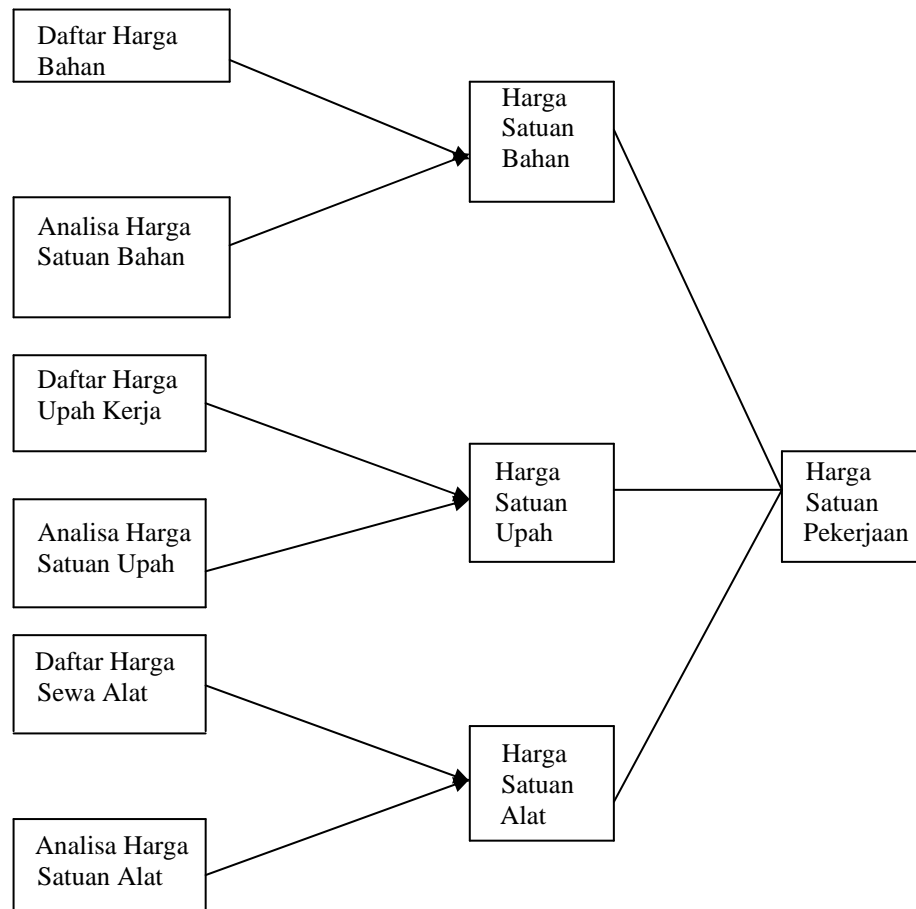 Daftar Harga
Bahan
Analisa Harga
Satuan Bahan
Daftar Harga
Upah Kerja
Analisa Harga
Satuan Upah
Daftar Harga
Sewa Alat
Analisa Harga
Satuan Alat
Harga
Satuan
Bahan
Harga
Satuan
Upah
Harga
Satuan
Alat
Harga
Satuan
Pekerjaan